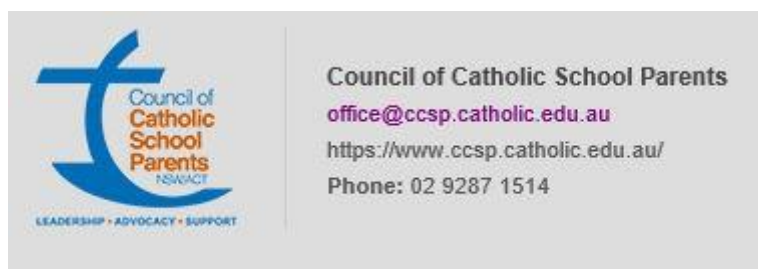 Council of
Catholic
School
Parents
NSW/ACT
LEADERSHIP • ADVOCACY • SUPPORT
Council of Catholic School Parents
office@ccsp.catholic.edu.au
https://www.ccsp.catholic.edu.au/
Phone: 02 9287 1514